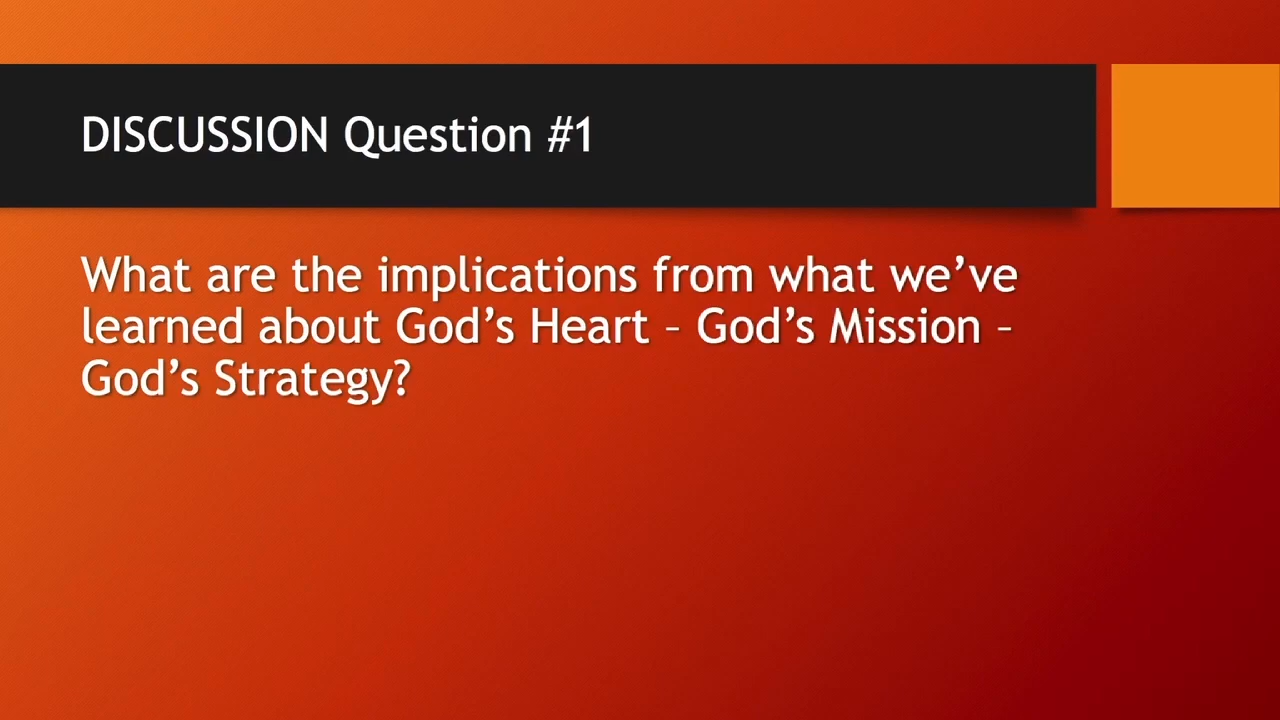 DISCUSSION Question #1
What are the implications from what we’ve
learned about God’s Heart – God’s Mission –
God’s Strategy?